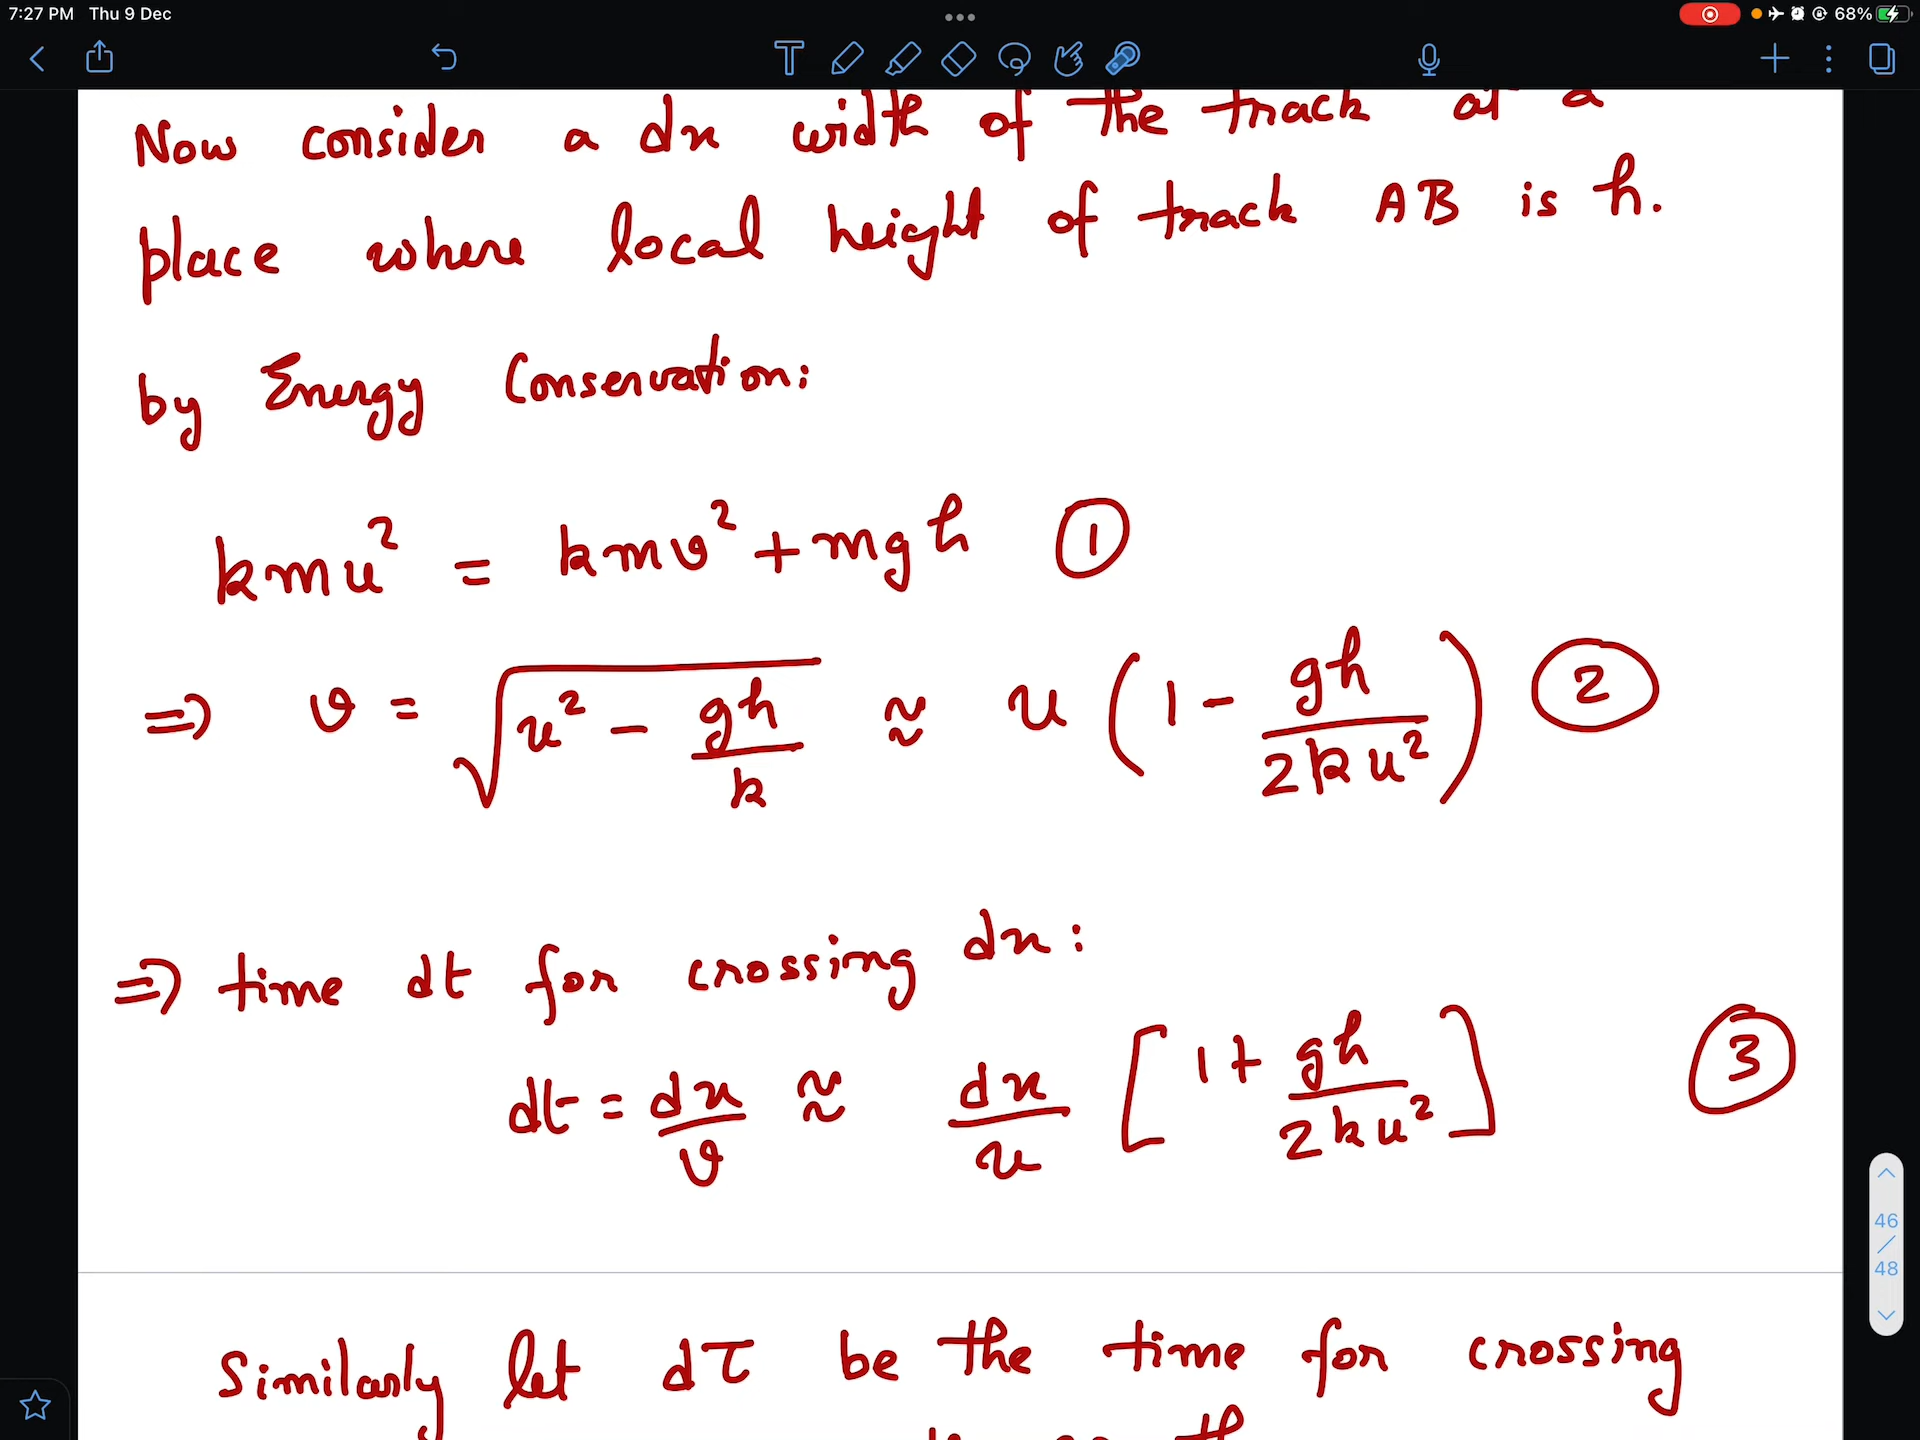 7:27 PM Thu 9 Dec 68%
Now consider a dx width of the track at a
place where local height of track AB is h.
by Energy Conservation:
kmu² = kmv² + mgh ①
⇒ v = √(u² - gh/k) ≈ u (1 - gh/2ku²) ②
⇒ time dt for crossing dx:
dt = dx/v ≈ dx/u [1 + gh/2ku²] ③
46
/
48
Similarly let dτ be the time for crossing